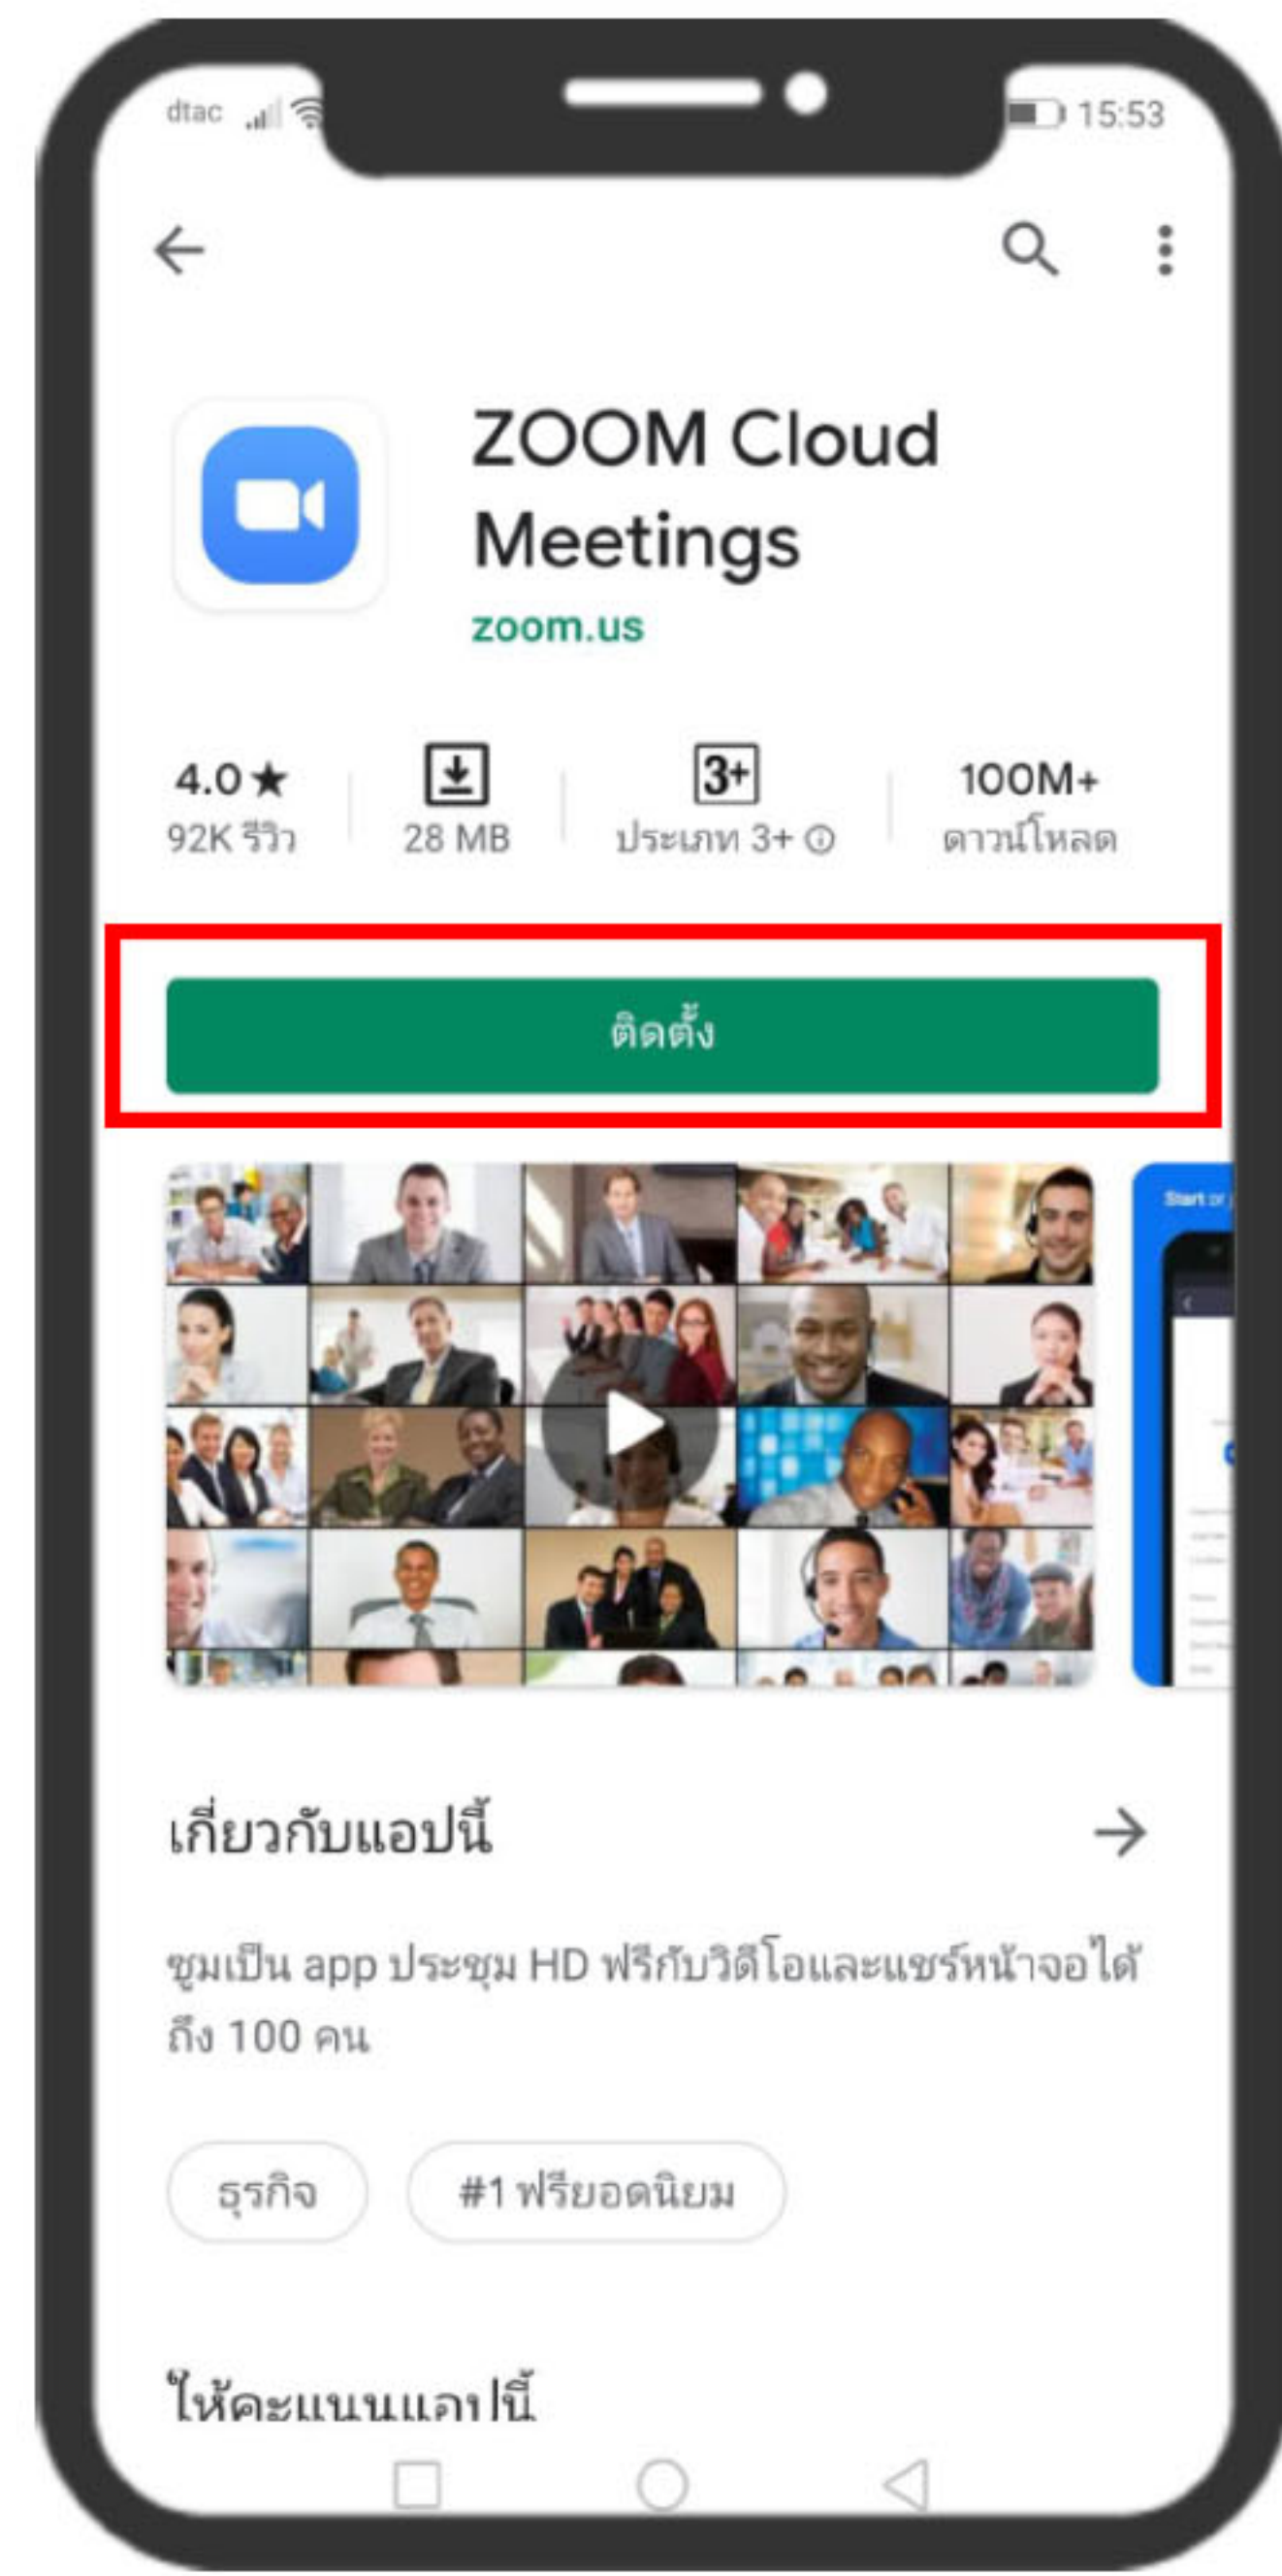 dtac 15:53
ZOOM Cloud
Meetings
zoom.us
4.0★ 3+ 100M+
92K รีวิว 28 MB ประเภท 3+ ดาวน์โหลด
ติดตั้ง
Start or
เกี่ยวกับแอปนี้
ซูมเป็น app ประชุม HD ฟรีกับวิดีโอและแชร์หน้าจอได้
ถึง 100 คน
ธุรกิจ #1 ฟรียอดนิยม
ให้คะแนนแอปนี้